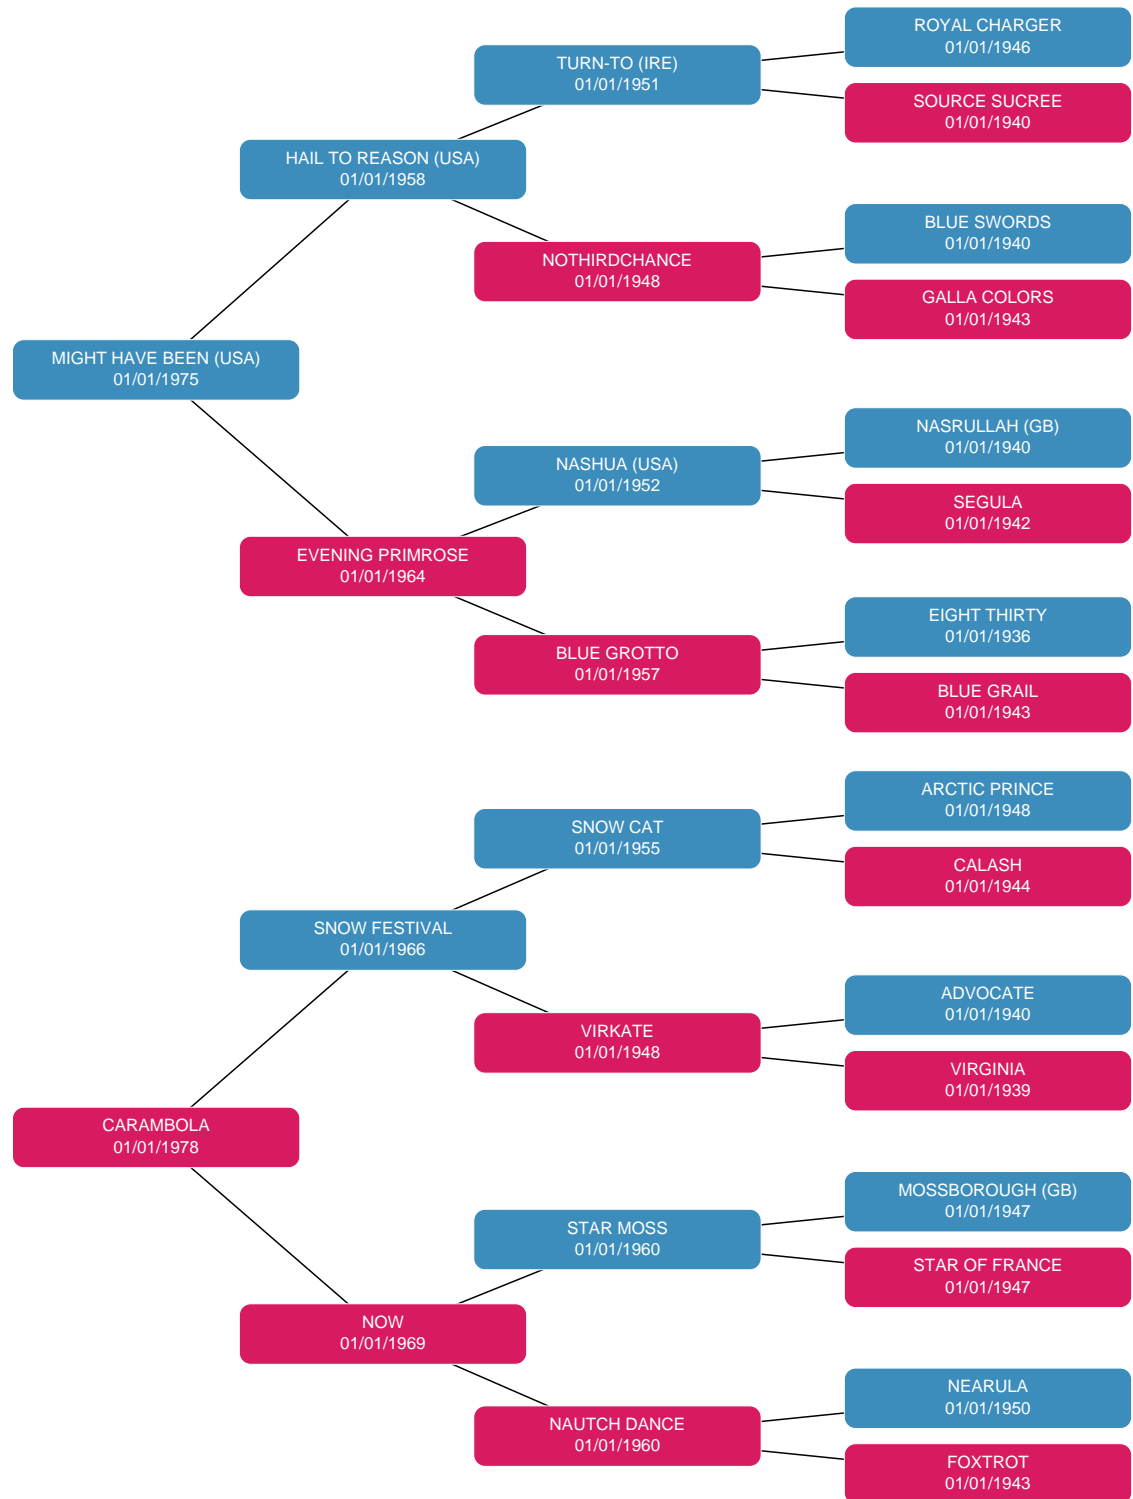 ROYAL CHARGER
01/01/1946
TURN-TO (IRE)
01/01/1951
SOURCE SUCREE
01/01/1940
HAIL TO REASON (USA)
01/01/1958
BLUE SWORDS
01/01/1940
NOTHIRDCHANCE
01/01/1948
GALLA COLORS
01/01/1943
MIGHT HAVE BEEN (USA)
01/01/1975
NASRULLAH (GB)
01/01/1940
NASHUA (USA)
01/01/1952
SEGULA
01/01/1942
EVENING PRIMROSE
01/01/1964
EIGHT THIRTY
01/01/1936
BLUE GROTTO
01/01/1957
BLUE GRAIL
01/01/1943
ARCTIC PRINCE
01/01/1948
SNOW CAT
01/01/1955
CALASH
01/01/1944
SNOW FESTIVAL
01/01/1966
ADVOCATE
01/01/1940
VIRKATE
01/01/1948
VIRGINIA
01/01/1939
CARAMBOLA
01/01/1978
MOSSBOROUGH (GB)
01/01/1947
STAR MOSS
01/01/1960
STAR OF FRANCE
01/01/1947
NOW
01/01/1969
NEARULA
01/01/1950
NAUTCH DANCE
01/01/1960
FOXTROT
01/01/1943